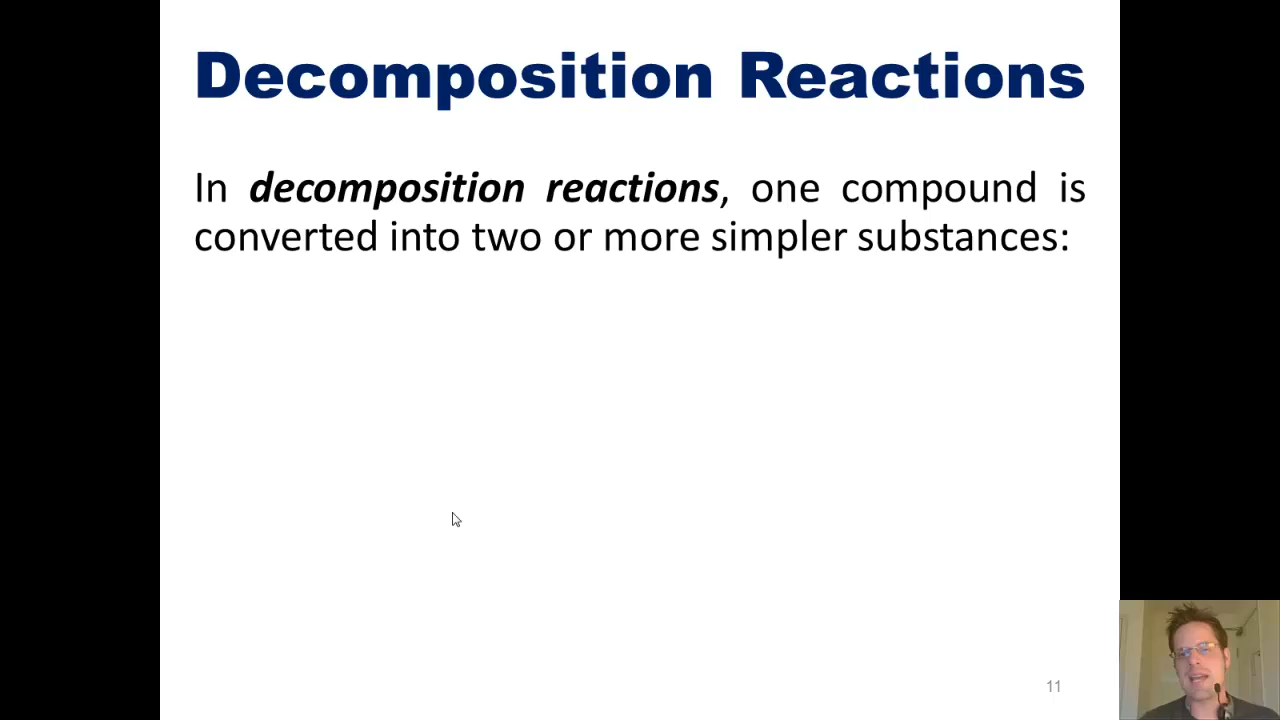 Decomposition Reactions
In decomposition reactions, one compound is
converted into two or more simpler substances:
11